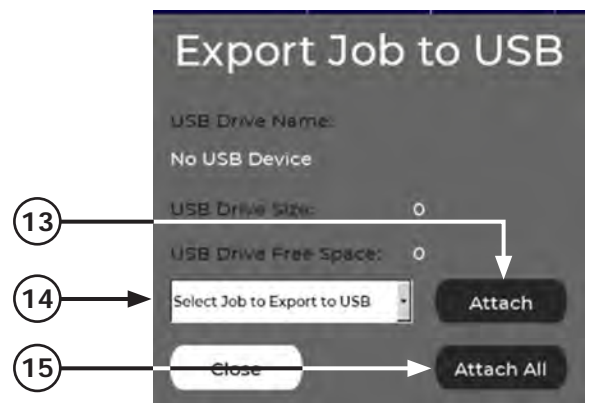 Export Job to USB
USB Drive Name:
No USB Device
USB Drive Size: 0
13
USB Drive Free Space: 0
14 Select Job to Export to USB Attach
15 Close Attach All